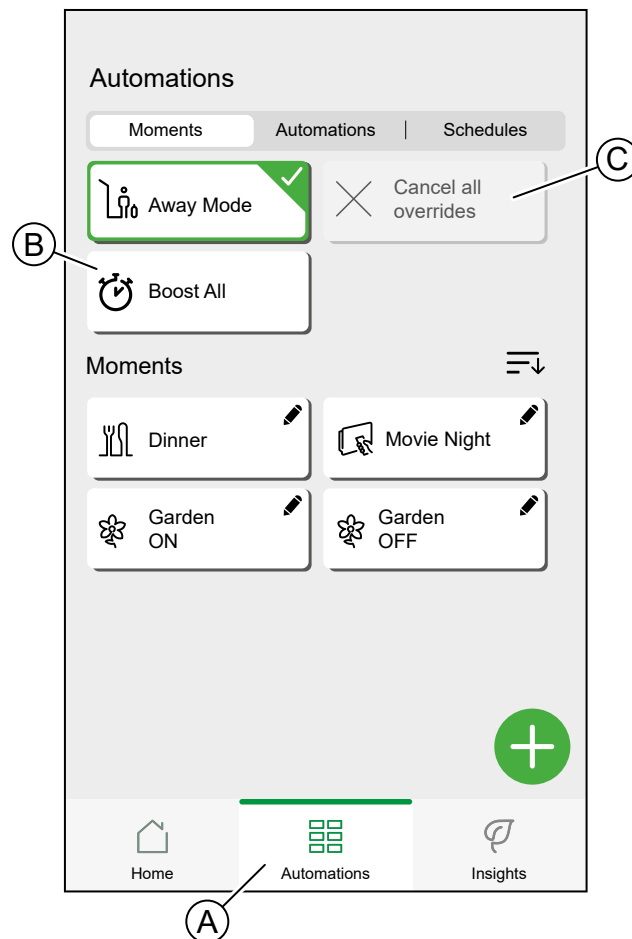 Automations
Moments Automations | Schedules
C
Away Mode
Cancel all
overrides
B
Boost All
Moments
Dinner
Movie Night
Garden
ON
Garden
OFF
Home Automations Insights
A